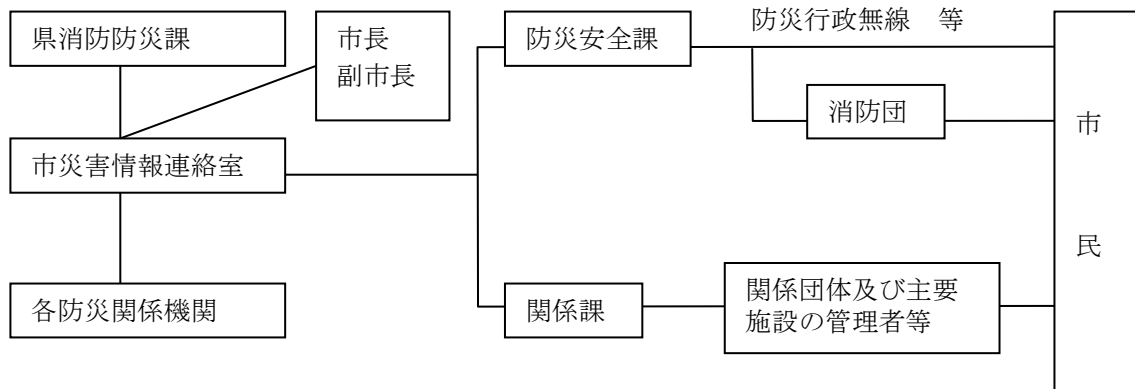 県消防防災課
市長
副市長
防災安全課
防災行政無線　等
消防団
市災害情報連絡室
市民
各防災関係機関
関係課
関係団体及び主要
施設の管理者等